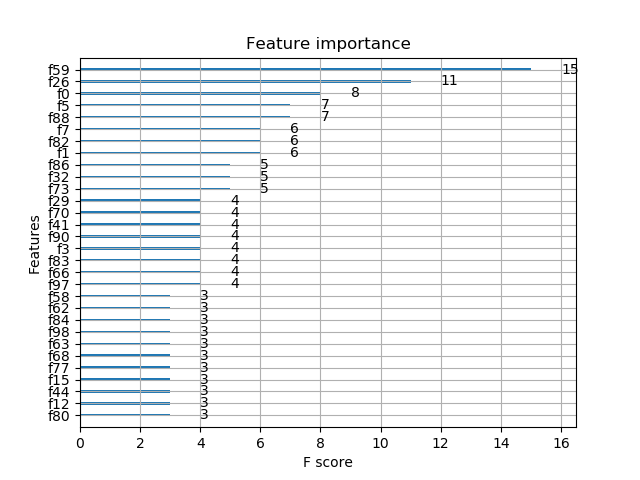 Feature importance
f59 15
f26 11
f0 8
f5 7
f88 7
f7 6
f82 6
f1 6
f86 5
f32 5
f73 5
f29 4
f70 4
f41 4
f90 4
f3 4
f83 4
f66 4
f97 4
f58 3
f62 3
f84 3
f98 3
f63 3
f68 3
f77 3
f15 3
f44 3
f12 3
f80 3
Features
0 2 4 6 8 10 12 14 16
F score